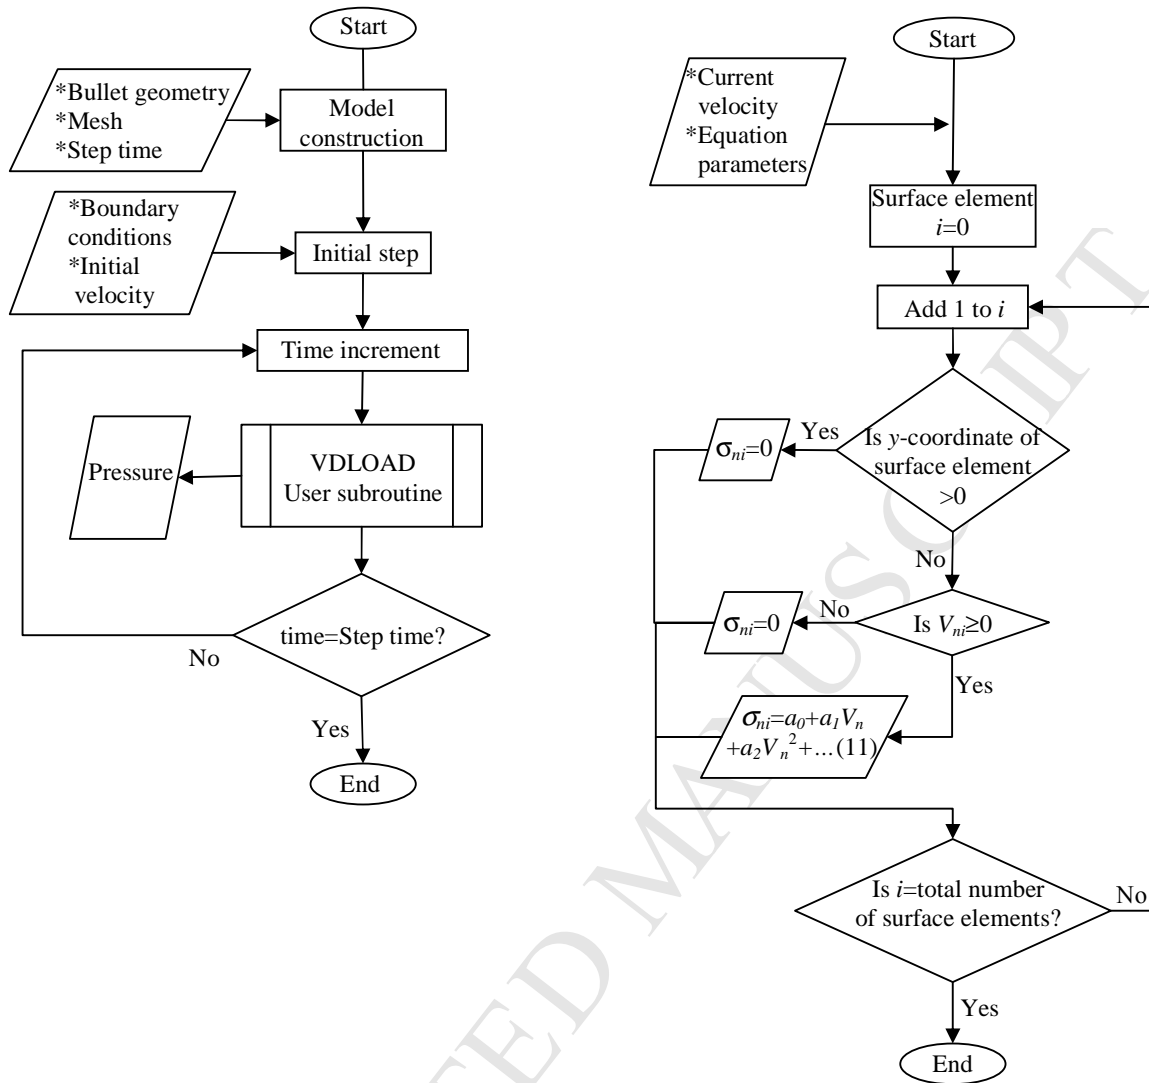 Start
*Bullet geometry
*Mesh
*Step time
Model
construction
*Boundary
conditions
*Initial
velocity
Initial step
Time increment
Pressure
VDLOAD
User subroutine
time=Step time?
No
Yes
End
Start
*Current
velocity
*Equation
parameters
Surface element
i=0
Add 1 to i
Is y-coordinate of
surface element
>0
Yes
σni=0
No
Is Vni≥0
No
σni=0
Yes
σni=a0+a1Vn
+a2Vn²+…(11)
Is i=total number
of surface elements?
No
Yes
End
TED MANUSCRIPT